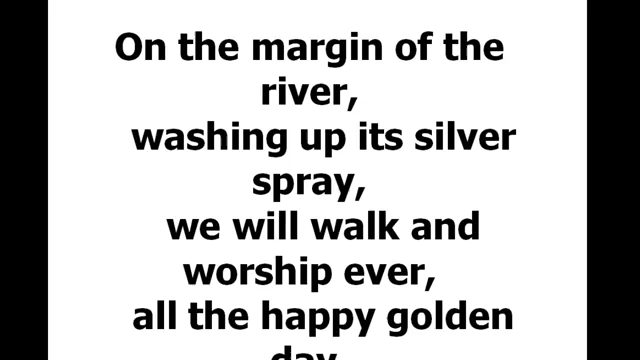 On the margin of the
river,
washing up its silver
spray,
we will walk and
worship ever,
all the happy golden
day